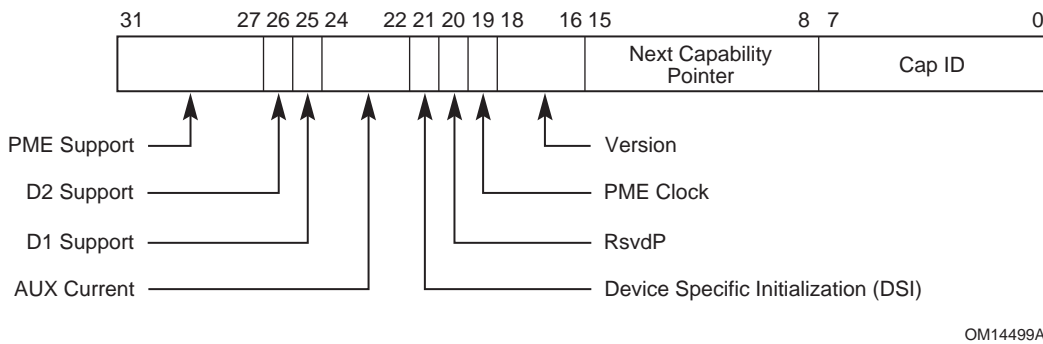 31 27 26 25 24 22 21 20 19 18 16 15 8 7 0
Next Capability
Pointer
Cap ID
PME Support
Version
D2 Support
PME Clock
D1 Support
RsvdP
AUX Current
Device Specific Initialization (DSI)
OM14499A